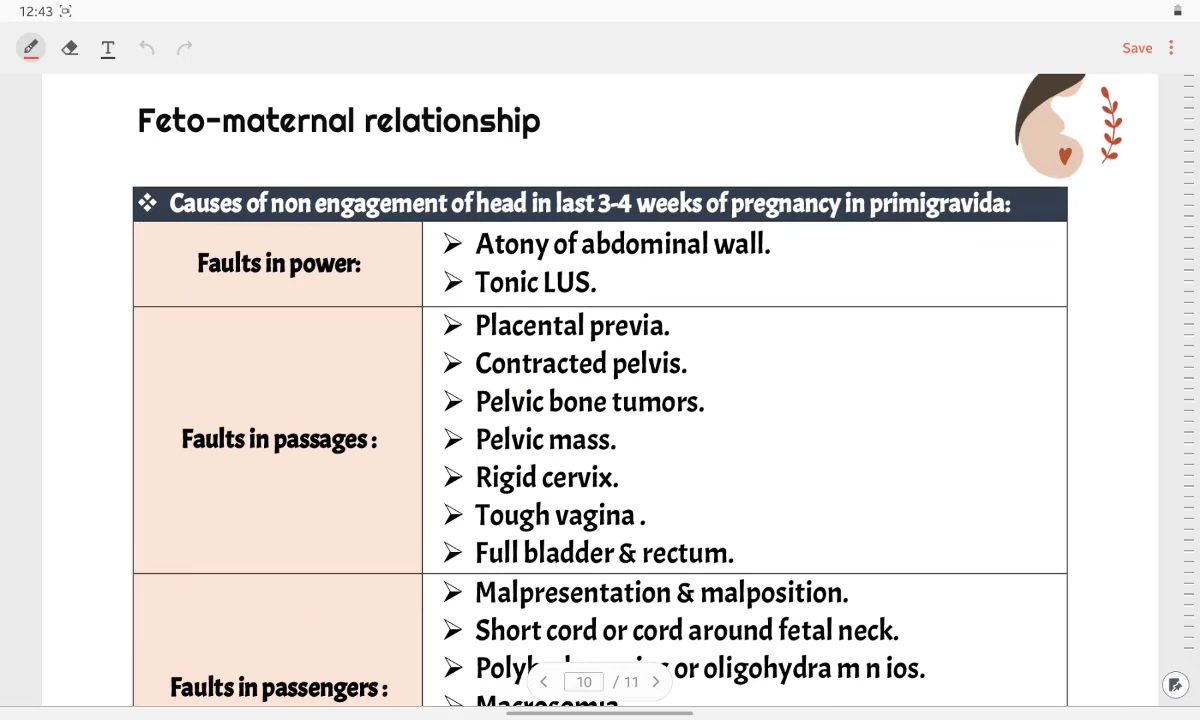 12:43
T
Save
Feto-maternal relationship
❖ Causes of non engagement of head in last 3-4 weeks of pregnancy in primigravida:
Faults in power:
➢ Atony of abdominal wall.
➢ Tonic LUS.
Faults in passages :
➢ Placental previa.
➢ Contracted pelvis.
➢ Pelvic bone tumors.
➢ Pelvic mass.
➢ Rigid cervix.
➢ Tough vagina .
➢ Full bladder & rectum.
Faults in passengers :
➢ Malpresentation & malposition.
➢ Short cord or cord around fetal neck.
➢ or oligohydra m n ios.
➢ Macrosomia
10 / 11